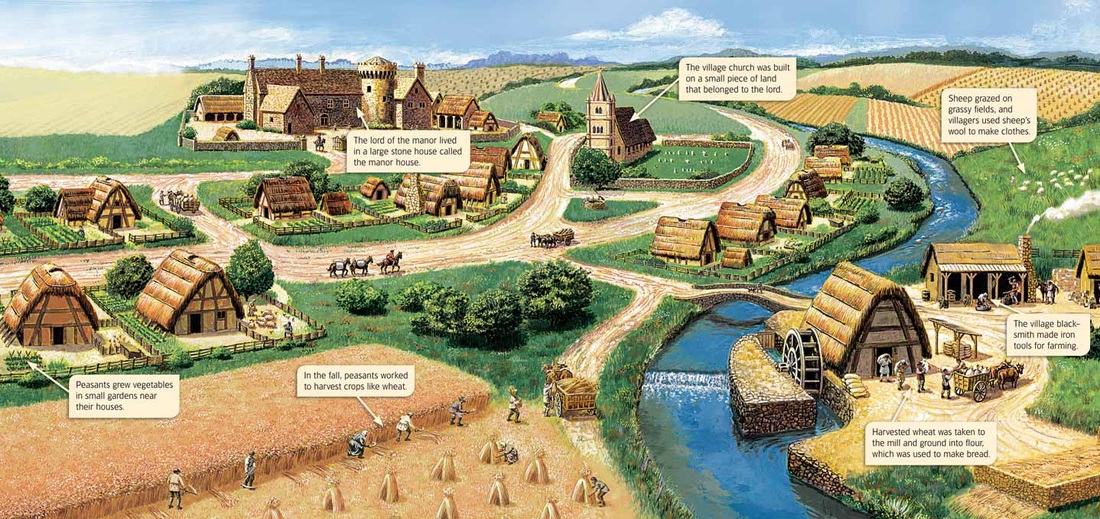 The village church was built
on a small piece of land
that belonged to the lord.
Sheep grazed on
grassy fields, and
villagers used sheep's
wool to make clothes.
The lord of the manor lived
in a large stone house called
the manor house.
The village black-
smith made iron
tools for farming.
Peasants grew vegetables
in small gardens near
their houses.
In the fall, peasants worked
to harvest crops like wheat.
Harvested wheat was taken to
the mill and ground into flour,
which was used to make bread.